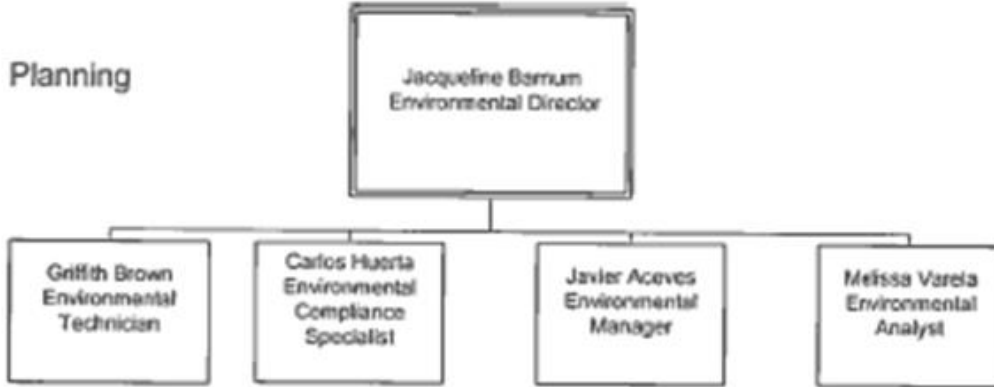 Planning
Jacqueline Barnum
Environmental Director
Griffith Brown
Environmental
Technician
Carlos Huerta
Environmental
Compliance
Specialist
Javier Aceves
Environmental
Manager
Melissa Varela
Environmental
Analyst